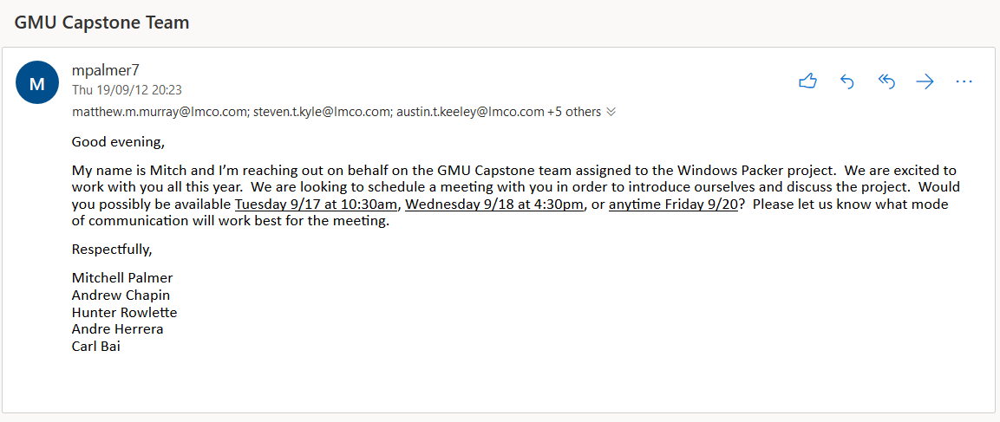 GMU Capstone Team
M
mpalmer7
Thu 19/09/12 20:23
matthew.m.murray@lmco.com; steven.t.kyle@lmco.com; austin.t.keeley@lmco.com +5 others
Good evening,
My name is Mitch and I’m reaching out on behalf on the GMU Capstone team assigned to the Windows Packer project.  We are excited to
work with you all this year.  We are looking to schedule a meeting with you in order to introduce ourselves and discuss the project.  Would
you possibly be available Tuesday 9/17 at 10:30am, Wednesday 9/18 at 4:30pm, or anytime Friday 9/20?  Please let us know what mode
of communication will work best for the meeting.
Respectfully,
Mitchell Palmer
Andrew Chapin
Hunter Rowlette
Andre Herrera
Carl Bai